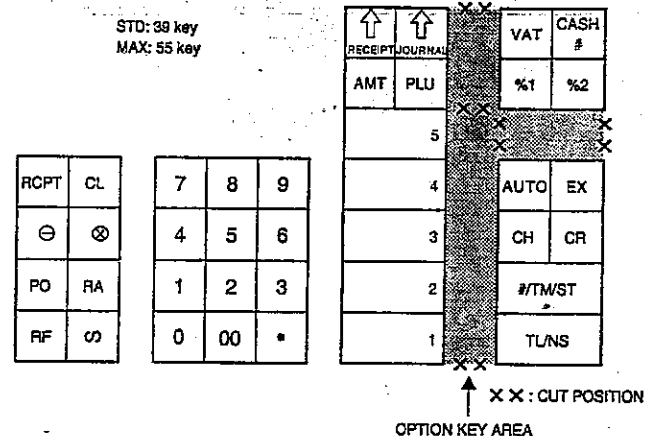 STD: 39 key
MAX: 55 key
RECEIPT JOURNAL
VAT CASH #
AMT PLU
%1 %2
5
RCPT CL
7 8 9
4
AUTO EX
⊖ ⊗
4 5 6
3
CH CR
PO RA
1 2 3
2
#/TM/ST
RF ᔕ
0 00 •
1
TL/NS
×× : CUT POSITION
OPTION KEY AREA